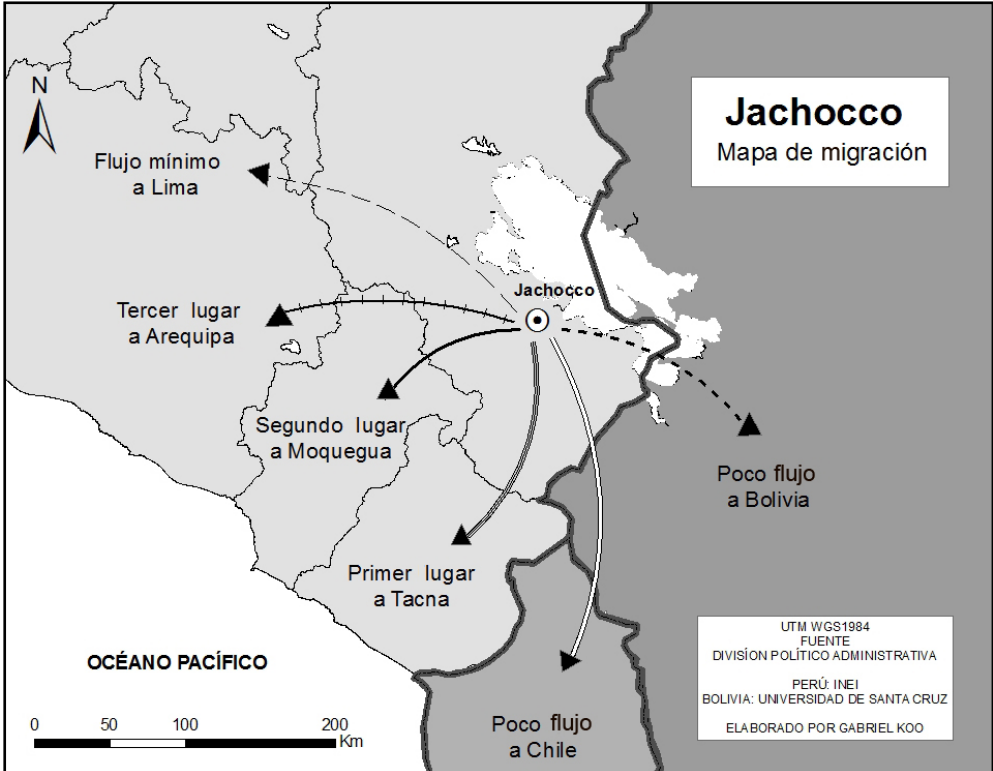 Jachocco
Mapa de migración
N
Flujo mínimo
a Lima
Jachocco
Tercer lugar
a Arequipa
Segundo lugar
a Moquegua
Poco flujo
a Bolivia
Primer lugar
a Tacna
OCÉANO PACÍFICO
0 50 100 200
Km
Poco flujo
a Chile
UTM WGS1984
FUENTE
DIVISÍON POLÍTICO ADMINISTRATIVA
PERÚ: INEI
BOLIVIA: UNIVERSIDAD DE SANTA CRUZ
ELABORADO POR GABRIEL KOO